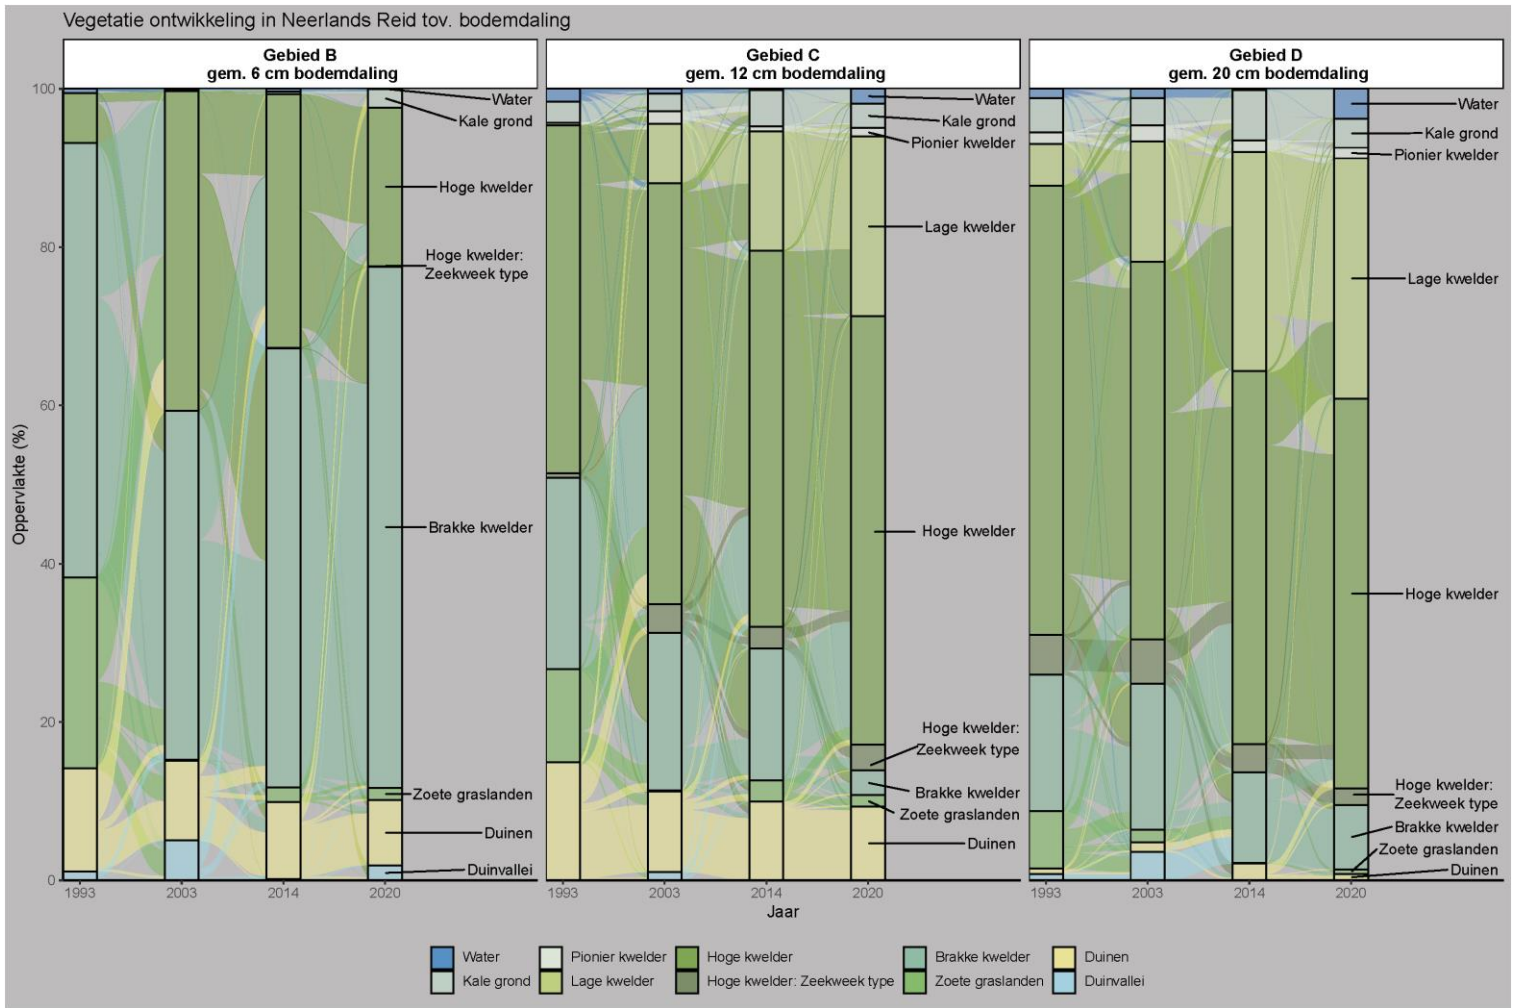 Vegetatie ontwikkeling in Neerlands Reid tov. bodemdaling
Gebied B
gem. 6 cm bodemdaling
Gebied C
gem. 12 cm bodemdaling
Gebied D
gem. 20 cm bodemdaling
Oppervlakte (%)
100
80
60
40
20
0
Water
Kale grond
Hoge kwelder
Hoge kwelder:
Zeekweek type
Brakke kwelder
Zoete graslanden
Duinen
Duinvallei
1993
2003
2014
2020
Water
Kale grond
Pionier kwelder
Lage kwelder
Hoge kwelder
Hoge kwelder:
Zeekweek type
Brakke kwelder
Zoete graslanden
Duinen
1993
2003
2014
2020
Water
Kale grond
Pionier kwelder
Lage kwelder
Hoge kwelder
Hoge kwelder:
Zeekweek type
Brakke kwelder
Zoete graslanden
Duinen
1993
2003
2014
2020
Jaar
Water
Pionier kwelder
Hoge kwelder
Brakke kwelder
Duinen
Kale grond
Lage kwelder
Hoge kwelder: Zeekweek type
Zoete graslanden
Duinvallei